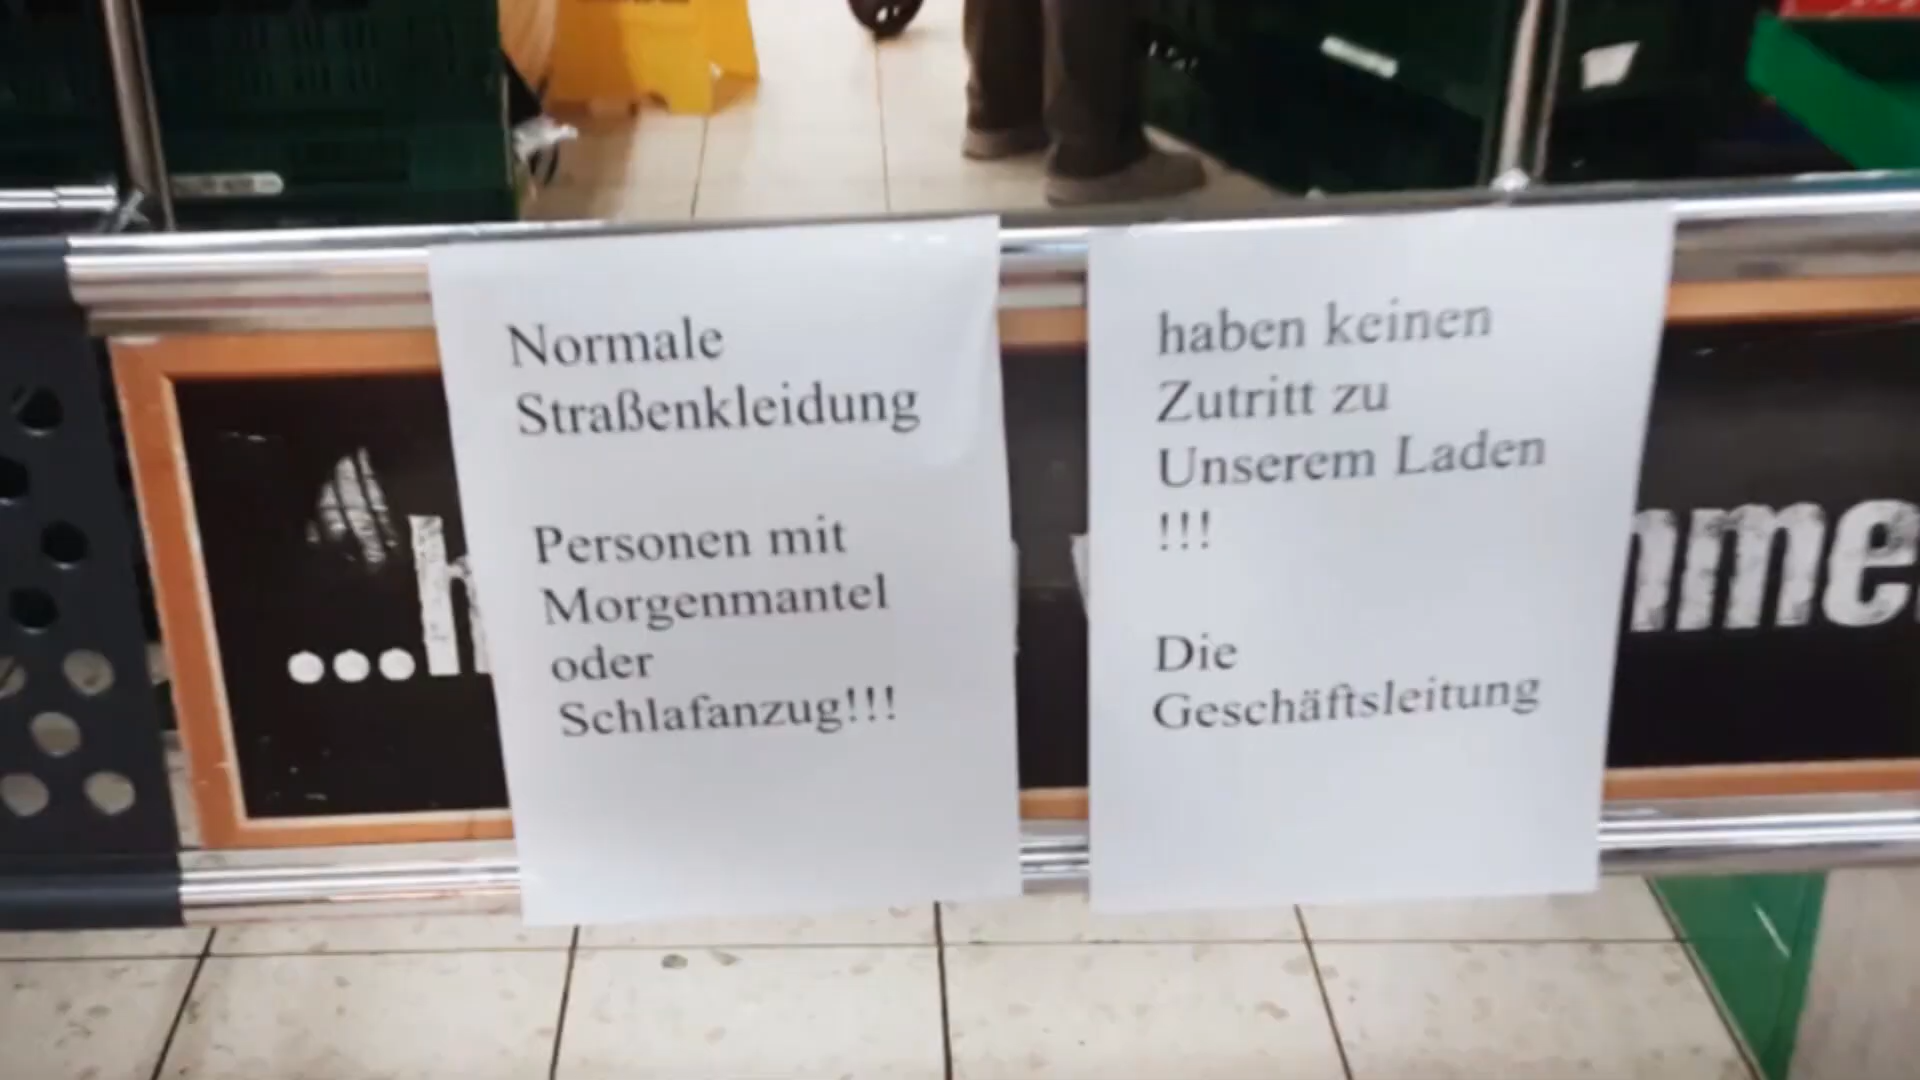 Normale
Straßenkleidung
Personen mit
Morgenmantel
oder
Schlafanzug!!!
haben keinen
Zutritt zu
Unserem Laden
!!!
Die
Geschäftsleitung